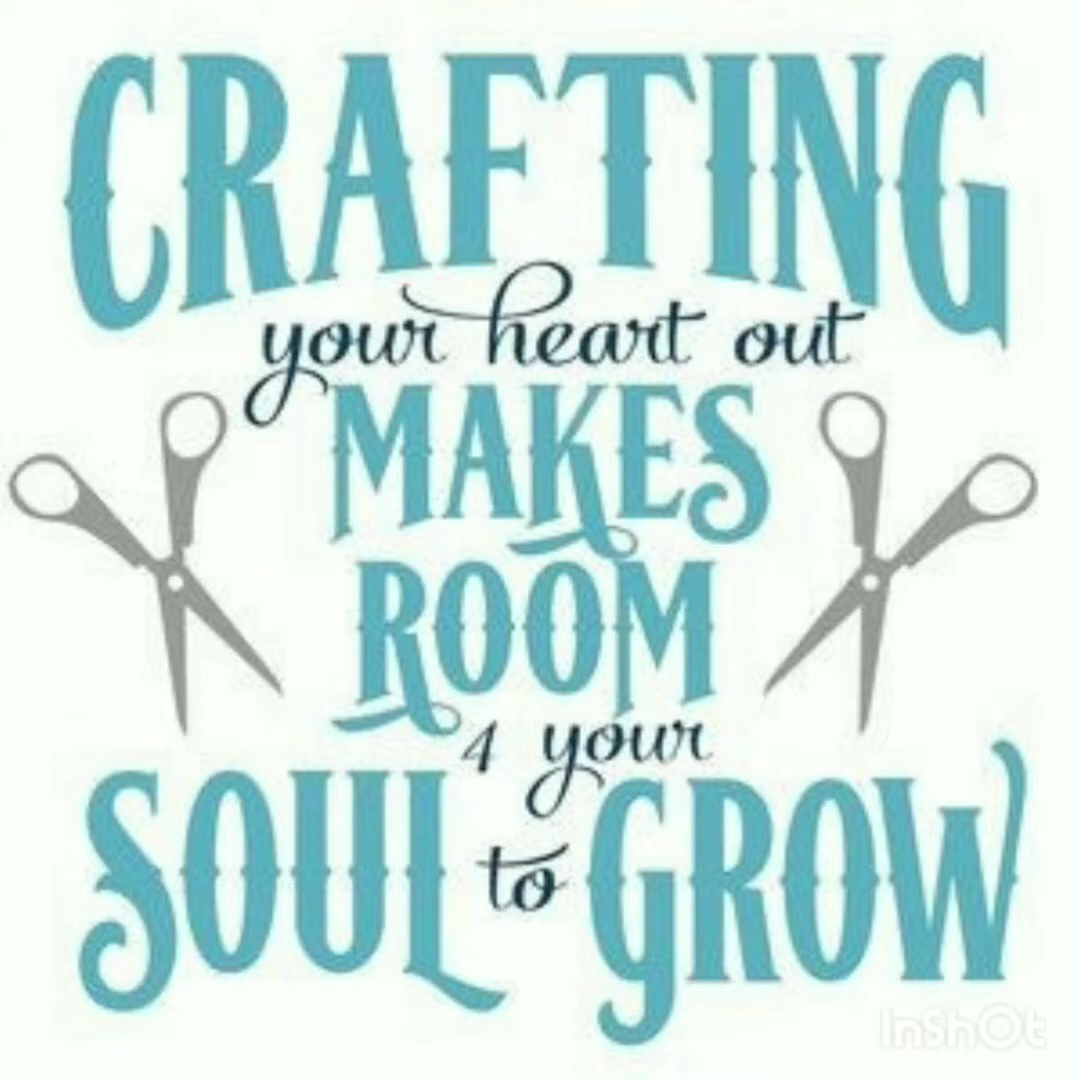 CRAFTING
your heart out
MAKES
ROOM
4 your
SOUL to GROW
InShOt